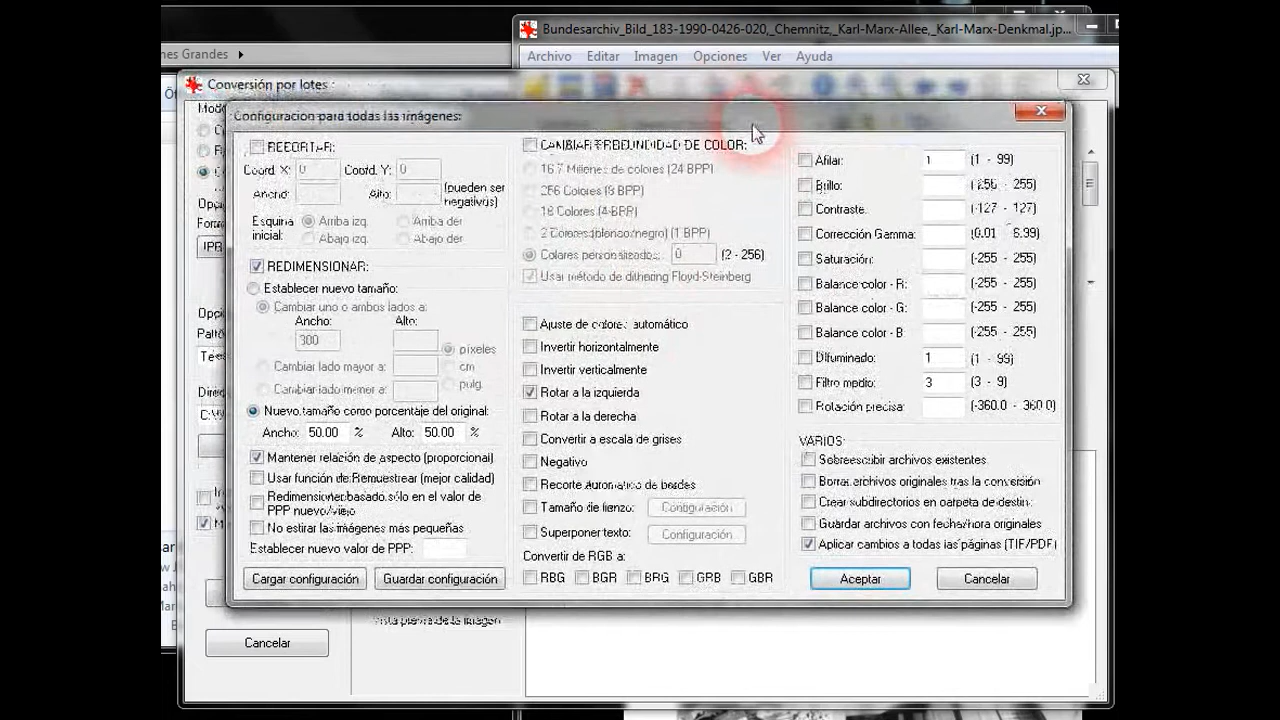 Bundesarchiv_Bild_183-1990-0426-020,_Chemnitz,_Karl-Marx-Allee,_Karl-Marx-Denkmal.jp...
nes Grandes
Archivo Editar Imagen Opciones Ver Ayuda
Conversión por lotes
Configuración para todas las imágenes:
RECORTAR:
Coord. X: 0 Coord. Y: 0
Ancho: Alto: (pueden ser negativos)
Esquina inicial: Arriba izq. Arriba der
Abajo izq. Abajo der
REDIMENSIONAR:
Establecer nuevo tamaño:
Cambiar uno o ambos lados a:
Ancho: Alto:
300
píxeles
Cambiar lado mayor a: cm
Cambiar lado menor a: pulg.
Nuevo tamaño como porcentaje del original:
Ancho: 50.00 % Alto: 50.00 %
Mantener relación de aspecto (proporcional)
Usar función de Remuestrear (mejor calidad)
Redimensionar basado sólo en el valor de
PPP nuevo/viejo
No estirar las imágenes más pequeñas
Establecer nuevo valor de PPP:
Cargar configuración Guardar configuración
CAMBIAR PROFUNDIDAD DE COLOR:
16.7 Millones de colores (24 BPP)
256 Colores (8 BPP)
16 Colores (4 BPP)
2 Colores (blanco/negro) (1 BPP)
Colores personalizados: 0 (2 - 256)
Usar método de dithering Floyd-Steinberg
Ajuste de colores automático
Invertir horizontalmente
Invertir verticalmente
Rotar a la izquierda
Rotar a la derecha
Convertir a escala de grises
Negativo
Recorte Automático de bordes
Tamaño de lienzo: Configuración
Superponer texto: Configuración
Convertir de RGB a:
RBG BGR BRG GRB GBR
Afilar: 1 (1 - 99)
Brillo: (-255 - 255)
Contraste: (-127 - 127)
Corrección Gamma: (0.01 - 6.99)
Saturación: (-255 - 255)
Balance color - R: (-255 - 255)
Balance color - G: (-255 - 255)
Balance color - B (-255 - 255)
Difuminado: 1 (1 - 99)
Filtro medio: 3 (3 - 9)
Rotación precisa: (-360.0 - 360.0)
VARIOS:
Sobreescribir archivos existentes
Borrar archivos originales tras la conversión
Crear subdirectorios en carpeta de destino
Guardar archivos con fecha/hora originales
Aplicar cambios a todas las páginas (TIF/PDF)
Aceptar Cancelar
Cancelar
Vista previa de la imagen